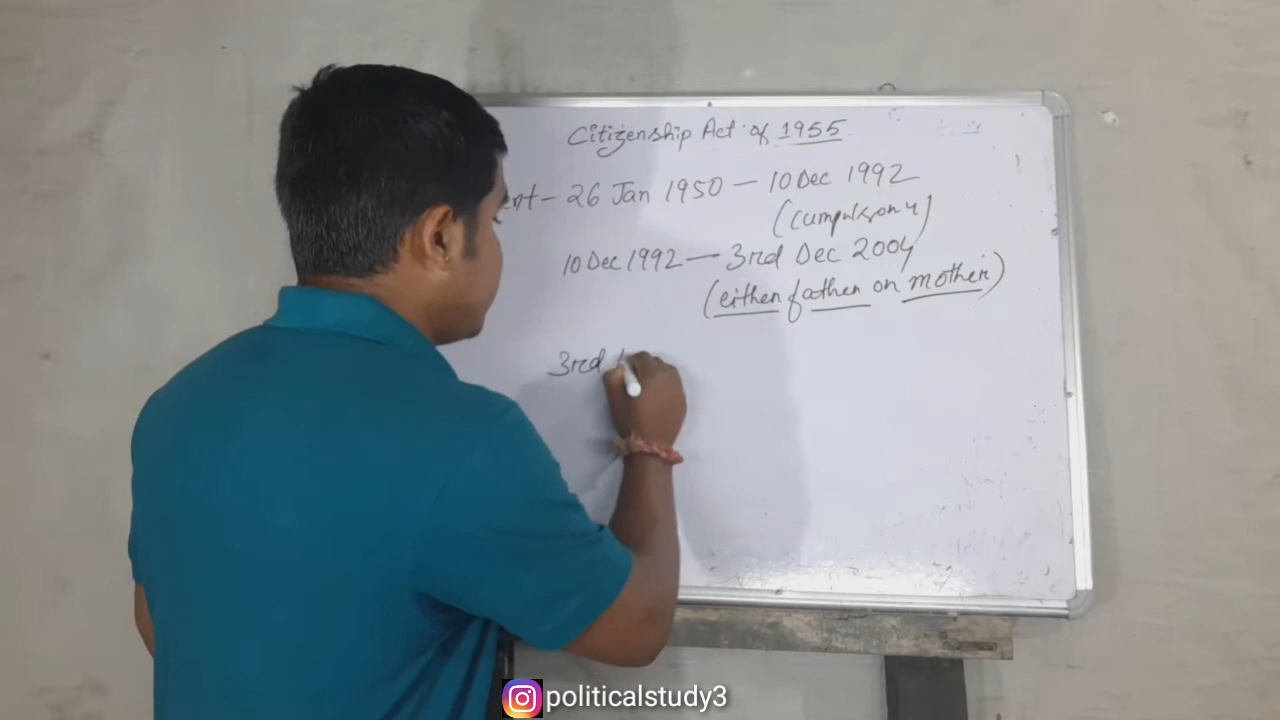 Citizenship Act of 1955
ent - 26 Jan 1950 - 10 Dec 1992
(cumpulsory)
10 Dec 1992 - 3rd Dec 2004
(either father or mother)
3rd
politicalstudy3